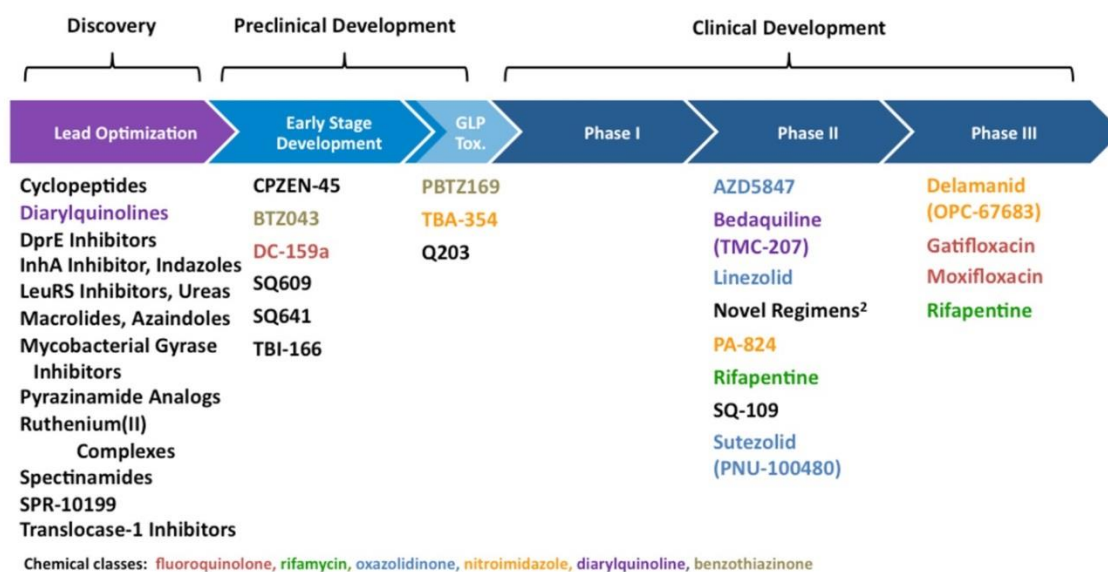 Discovery
Preclinical Development
Clinical Development
Lead Optimization
Early Stage
Development
GLP
Tox.
Phase I
Phase II
Phase III
Cyclopeptides
Diarylquinolines
DprE Inhibitors
InhA Inhibitor, Indazoles
LeuRS Inhibitors, Ureas
Macrolides, Azaindoles
Mycobacterial Gyrase
Inhibitors
Pyrazinamide Analogs
Ruthenium(II)
Complexes
Spectinamides
SPR-10199
Translocase-1 Inhibitors
CPZEN-45
BTZ043
DC-159a
SQ609
SQ641
TBI-166
PBTZ169
TBA-354
Q203
AZD5847
Bedaquiline
(TMC-207)
Linezolid
Novel Regimens²
PA-824
Rifapentine
SQ-109
Sutezolid
(PNU-100480)
Delamanid
(OPC-67683)
Gatifloxacin
Moxifloxacin
Rifapentine
Chemical classes: fluoroquinolone, rifamycin, oxazolidinone, nitroimidazole, diarylquinoline, benzothiazinone